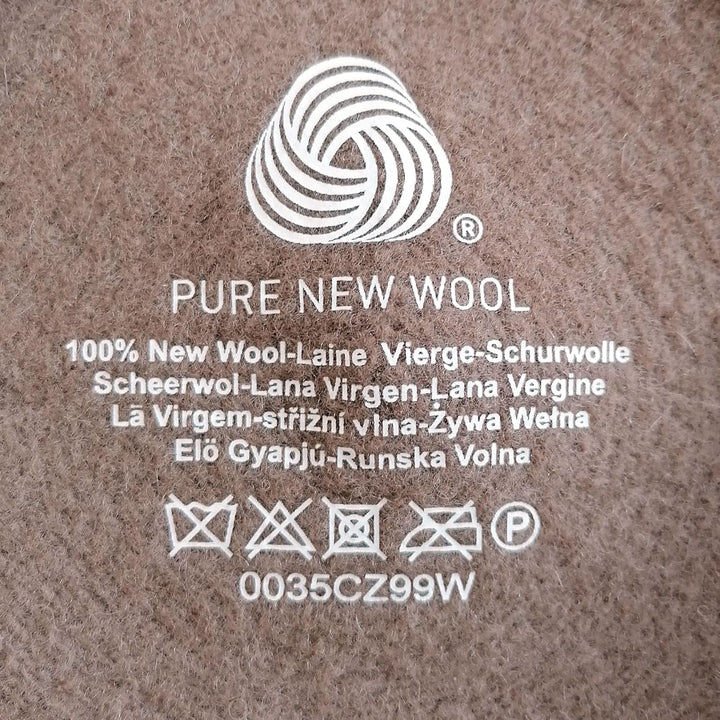 ®
PURE NEW WOOL
100% New Wool-Laine Vierge-Schurwolle
Scheerwol-Lana Virgen-Lana Vergine
Lā Virgem-střižní vlna-Żywa Wełna
Elö Gyapjú-Runska Volna
P
0035CZ99W